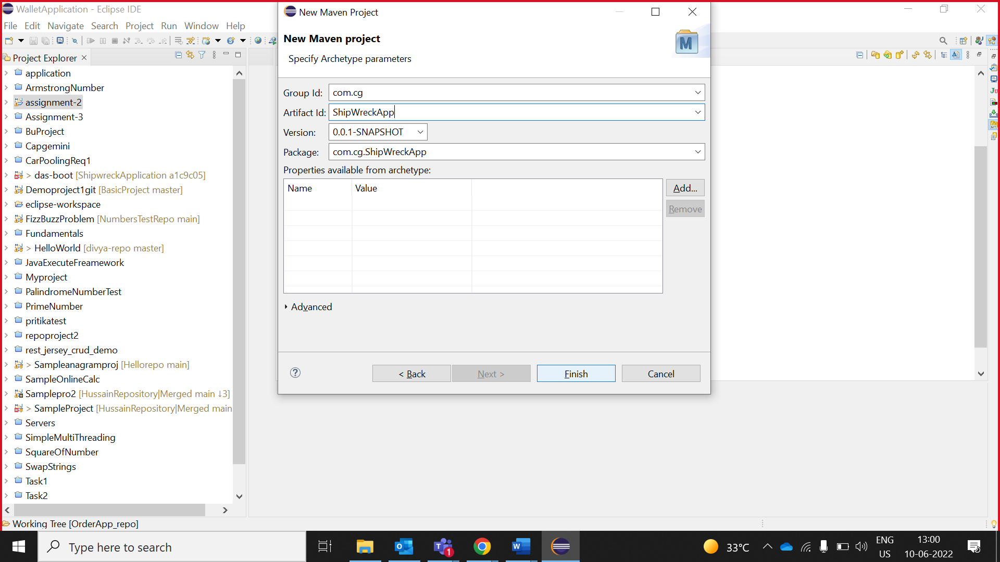 WalletApplication - Eclipse IDE
File Edit Navigate Search Project Run Window Help
Project Explorer
application
ArmstrongNumber
assignment-2
Assignment-3
BuProject
Capgemini
CarPoolingReq1
> das-boot [ShipwreckApplication a1c9c05]
Demoproject1git [BasicProject master]
eclipse-workspace
FizzBuzzProblem [NumbersTestRepo main]
Fundamentals
> HelloWorld [divya-repo master]
JavaExecuteFreamework
Myproject
PalindromeNumberTest
PrimeNumber
pritikatest
repoproject2
rest_jersey_crud_demo
> Sampleanagramproj [Hellorepo main]
SampleOnlineCalc
Samplepro2 [HussainRepository|Merged main ↓3]
> SampleProject [HussainRepository|Merged main
Servers
SimpleMultiThreading
SquareOfNumber
SwapStrings
Task1
Task2
Working Tree [OrderApp_repo]
New Maven Project
New Maven project
Specify Archetype parameters
M
Group Id: com.cg
Artifact Id: ShipWreckApp
Version: 0.0.1-SNAPSHOT
Package: com.cg.ShipWreckApp
Properties available from archetype:
Name Value
Add...
Remove
Advanced
? < Back Next > Finish Cancel
Type here to search
1
33°C
ENG
US
13:00
10-06-2022